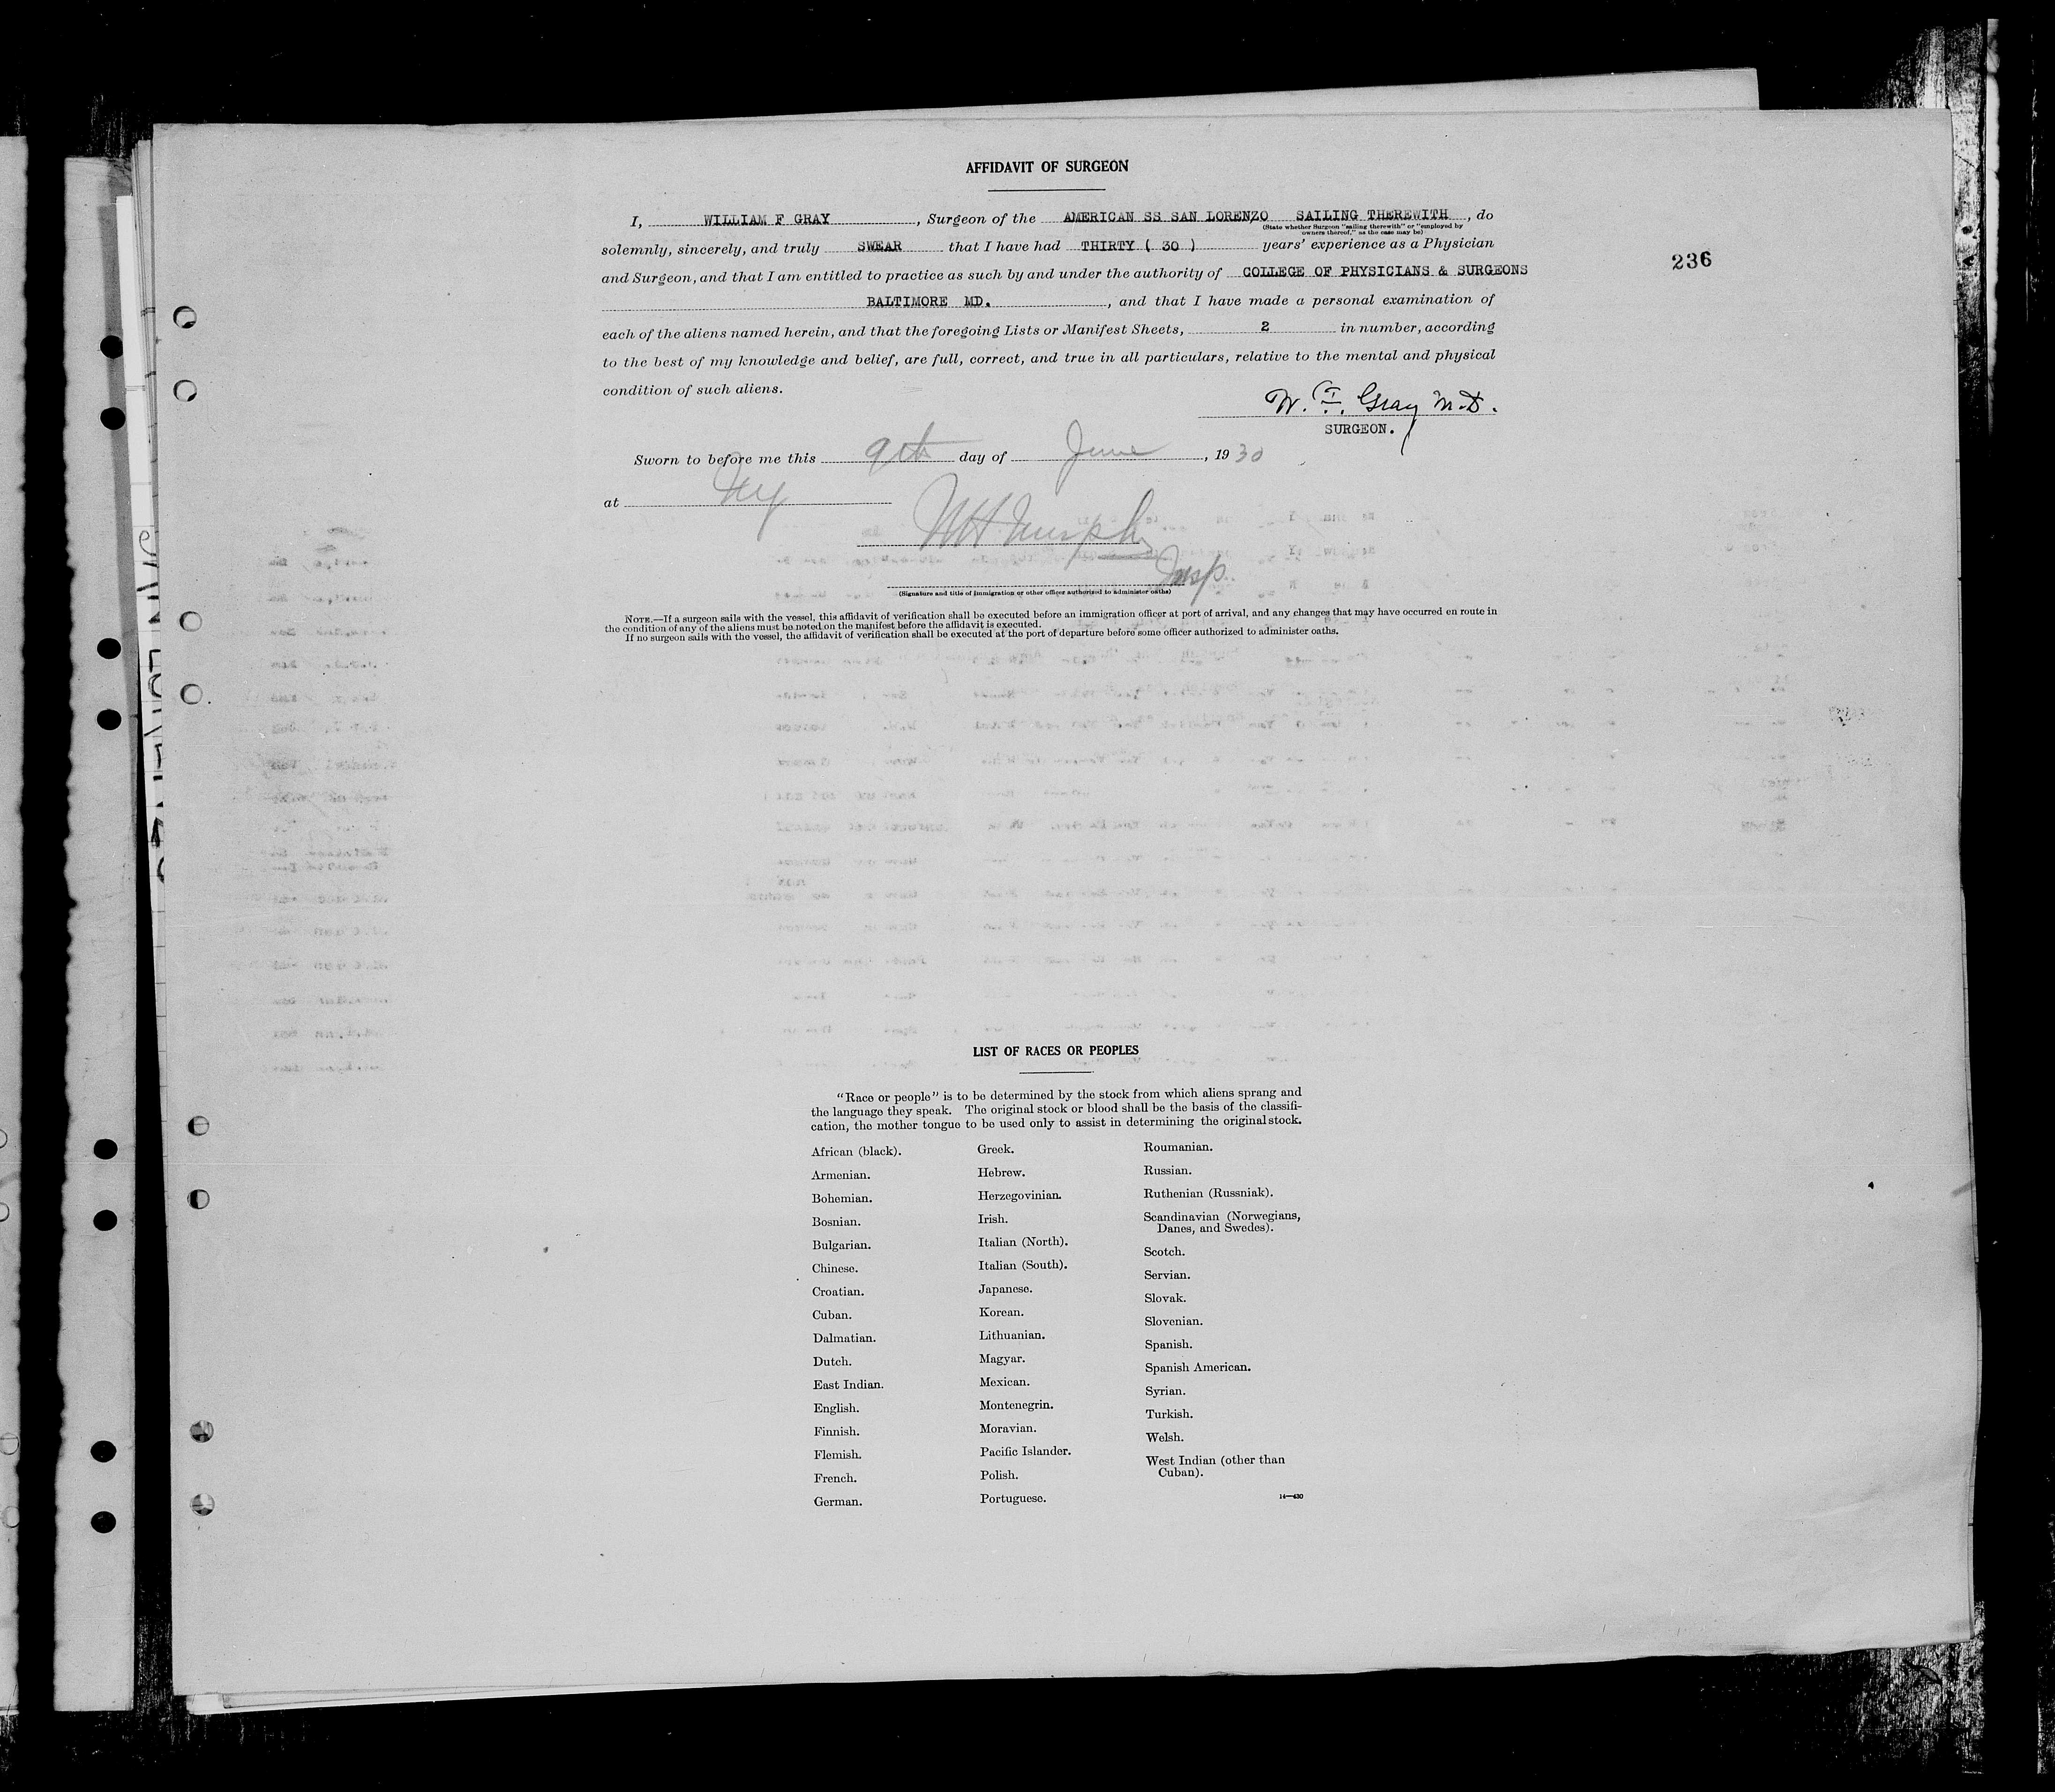 AFFIDAVIT OF SURGEON
I, WILLIAM F GRAY, Surgeon of the AMERICAN SS SAN LORENZO SAILING THEREWITH, do
(State whether Surgeon "sailing therewith" or "employed by
owners thereof," as the case may be)
solemnly, sincerely, and truly SWEAR that I have had THIRTY ( 30 ) years' experience as a Physician
236
and Surgeon, and that I am entitled to practice as such by and under the authority of COLLEGE OF PHYSICIANS & SURGEONS
BALTIMORE MD., and that I have made a personal examination of
each of the aliens named herein, and that the foregoing Lists or Manifest Sheets, 2 in number, according
to the best of my knowledge and belief, are full, correct, and true in all particulars, relative to the mental and physical
condition of such aliens.
W. F. Gray M.D.
SURGEON.
Sworn to before me this 9th day of June, 1930
at NY
Insp.
(Signature and title of immigration or other officer authorized to administer oaths)
NOTE.—If a surgeon sails with the vessel, this affidavit of verification shall be executed before an immigration officer at port of arrival, and any changes that may have occurred en route in
the condition of any of the aliens must be noted on the manifest before the affidavit is executed.
If no surgeon sails with the vessel, the affidavit of verification shall be executed at the port of departure before some officer authorized to administer oaths.
LIST OF RACES OR PEOPLES
"Race or people" is to be determined by the stock from which aliens sprang and
the language they speak. The original stock or blood shall be the basis of the classifi-
cation, the mother tongue to be used only to assist in determining the original stock.
African (black).
Armenian.
Bohemian.
Bosnian.
Bulgarian.
Chinese.
Croatian.
Cuban.
Dalmatian.
Dutch.
East Indian.
English.
Finnish.
Flemish.
French.
German.
Greek.
Hebrew.
Herzegovinian.
Irish.
Italian (North).
Italian (South).
Japanese.
Korean.
Lithuanian.
Magyar.
Mexican.
Montenegrin.
Moravian.
Pacific Islander.
Polish.
Portuguese.
Roumanian.
Russian.
Ruthenian (Russniak).
Scandinavian (Norwegians,
Danes, and Swedes).
Scotch.
Servian.
Slovak.
Slovenian.
Spanish.
Spanish American.
Syrian.
Turkish.
Welsh.
West Indian (other than
Cuban).
14—430